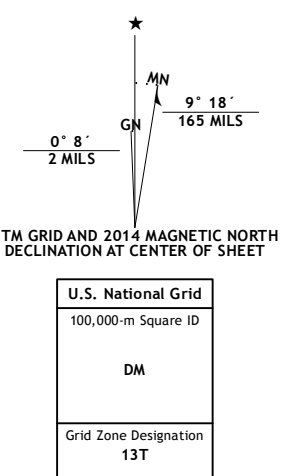 ★
MN
GN
9° 18´
165 MILS
0° 8´
2 MILS
TM GRID AND 2014 MAGNETIC NORTH
DECLINATION AT CENTER OF SHEET
U.S. National Grid
100,000-m Square ID
DM
Grid Zone Designation
13T